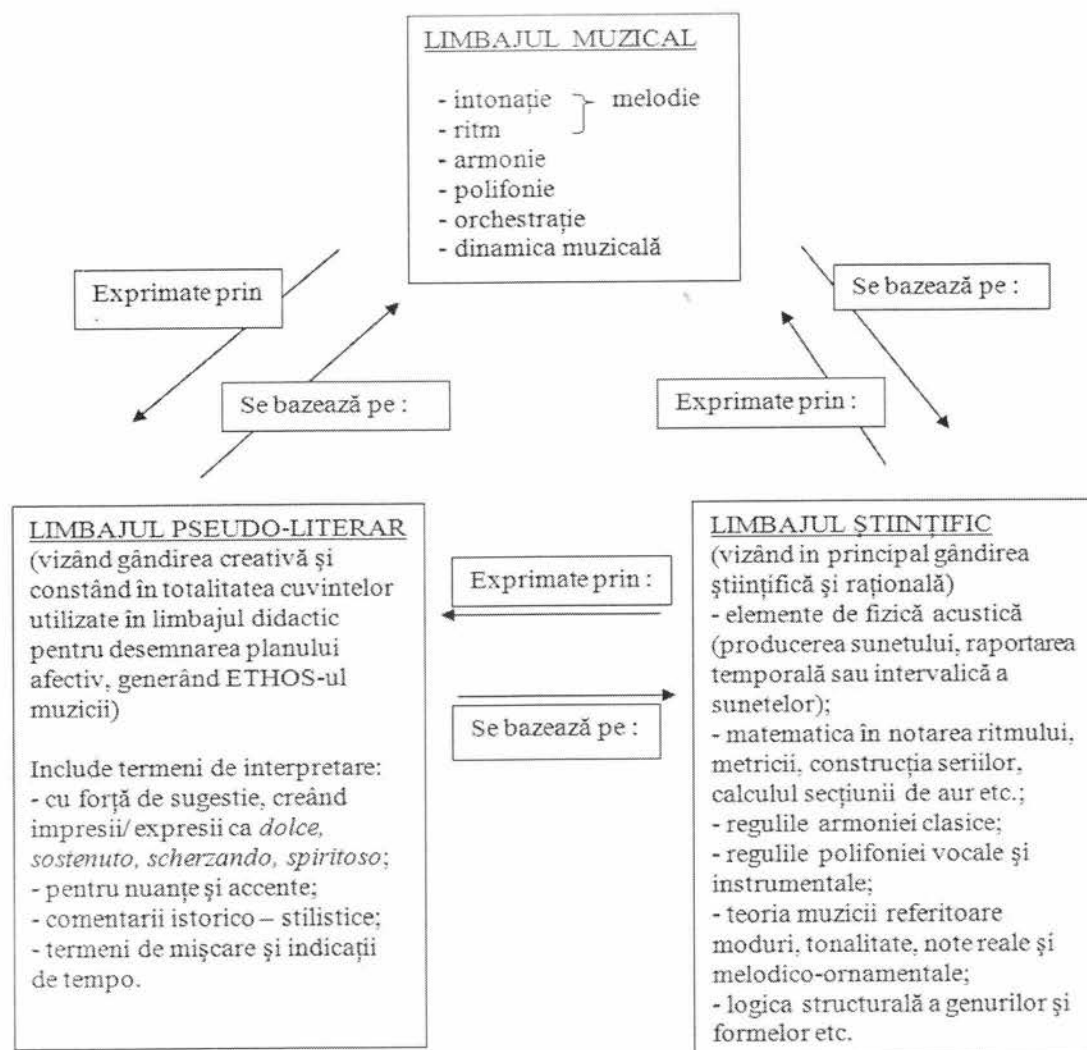 LIMBAJUL MUZICAL
- intonație } melodie
- ritm
- armonie
- polifonie
- orchestrație
- dinamica muzicală
Exprimate prin
Se bazează pe :
Se bazează pe :
Exprimate prin :
LIMBAJUL PSEUDO-LITERAR
(vizând gândirea creativă și
constând în totalitatea cuvintelor
utilizate în limbajul didactic
pentru desemnarea planului
afectiv, generând ETHOS-ul
muzicii)
Include termeni de interpretare:
- cu forță de sugestie, creând
impresii/ expresii ca dolce,
sostenuto, scherzando, spiritoso;
- pentru nuanțe și accente;
- comentarii istorico – stilistice;
- termeni de mișcare și indicații
de tempo.
Exprimate prin :
Se bazează pe :
LIMBAJUL ȘTIINȚIFIC
(vizând in principal gândirea
științifică și rațională)
- elemente de fizică acustică
(producerea sunetului, raportarea
temporală sau intervalică a
sunetelor);
- matematica în notarea ritmului,
metricii, construcția seriilor,
calculul secțiunii de aur etc.;
- regulile armoniei clasice;
- regulile polifoniei vocale și
instrumentale;
- teoria muzicii referitoare
moduri, tonalitate, note reale și
melodico-ornamentale;
- logica structurală a genurilor și
formelor etc.